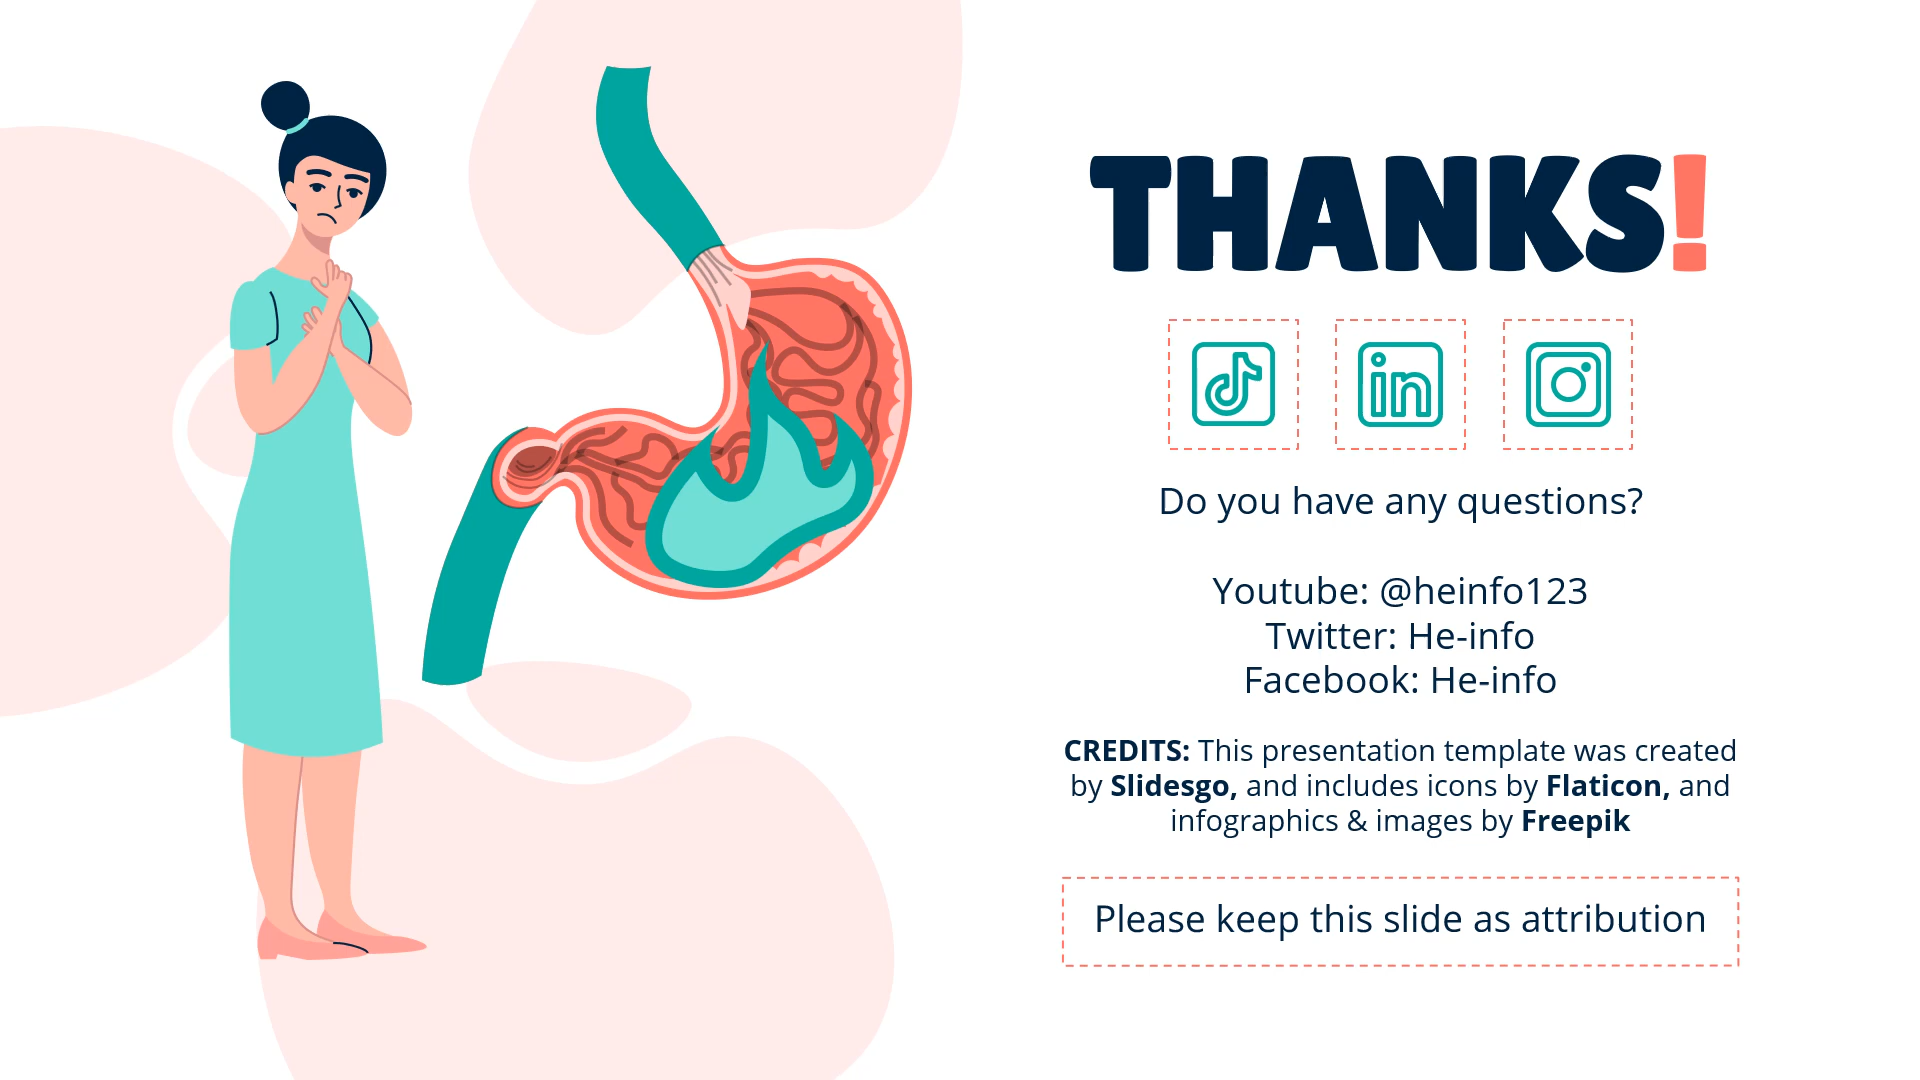 THANKS!
in
Do you have any questions?
Youtube: @heinfo123
Twitter: He-info
Facebook: He-info
CREDITS: This presentation template was created
by Slidesgo, and includes icons by Flaticon, and
infographics & images by Freepik
Please keep this slide as attribution